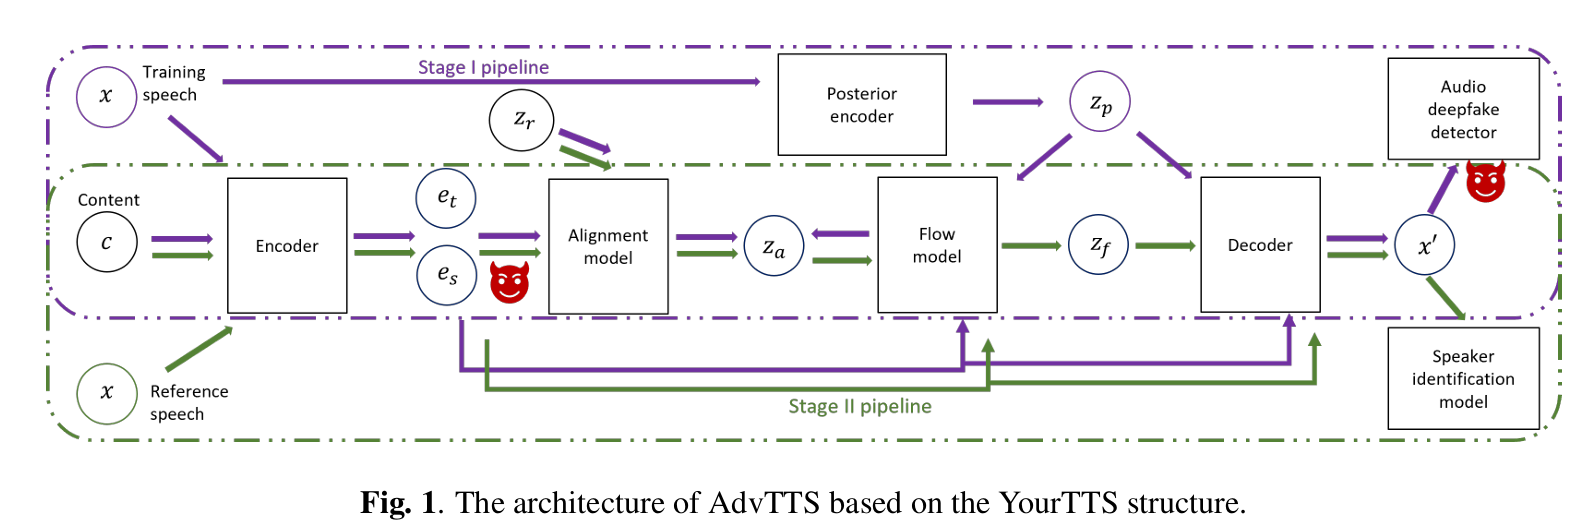 Stage I pipeline
x
Training
speech
z_r
Posterior
encoder
z_p
Audio
deepfake
detector
Content
c
Encoder
e_t
e_s
Alignment
model
z_a
Flow
model
z_f
Decoder
x′
x
Reference
speech
Stage II pipeline
Speaker
identification
model
Fig. 1. The architecture of AdvTTS based on the YourTTS structure.